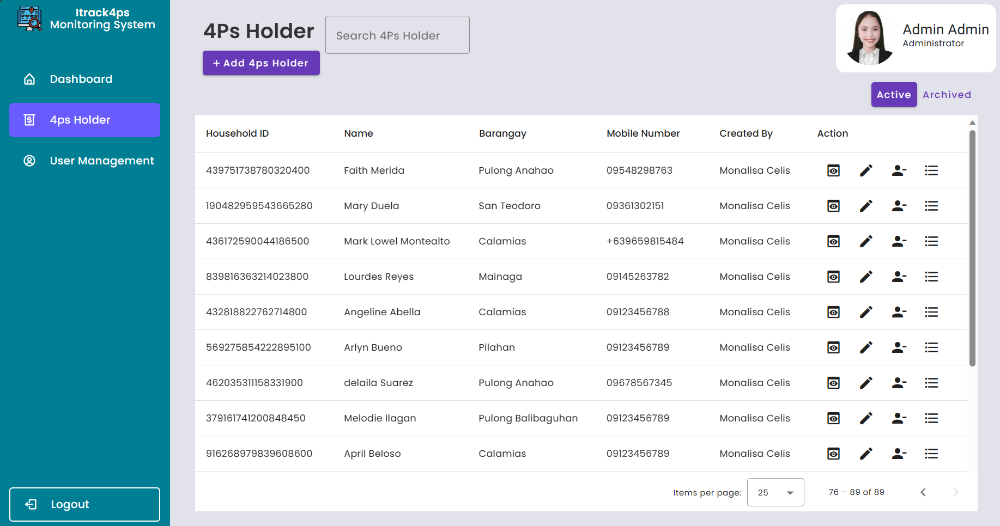 Itrack4ps
Monitoring System
Dashboard
4ps Holder
User Management
Logout
4Ps Holder
Search 4Ps Holder
+ Add 4ps Holder
Admin Admin
Administrator
Active Archived
Household ID Name Barangay Mobile Number Created By Action
439751738780320400 Faith Merida Pulong Anahao 09548298763 Monalisa Celis
190482959543665280 Mary Duela San Teodoro 09361302151 Monalisa Celis
436172590044186500 Mark Lowel Montealto Calamias +639659815484 Monalisa Celis
839816363214023800 Lourdes Reyes Mainaga 09145263782 Monalisa Celis
432818822762714800 Angeline Abella Calamias 09123456788 Monalisa Celis
569275854222895100 Arlyn Bueno Pilahan 09123456789 Monalisa Celis
462035311158331900 delaila Suarez Pulong Anahao 09678567345 Monalisa Celis
379161741200848450 Melodie Ilagan Pulong Balibaguhan 09123456789 Monalisa Celis
916268979839608600 April Beloso Calamias 09123456789 Monalisa Celis
Items per page: 25 76 – 89 of 89